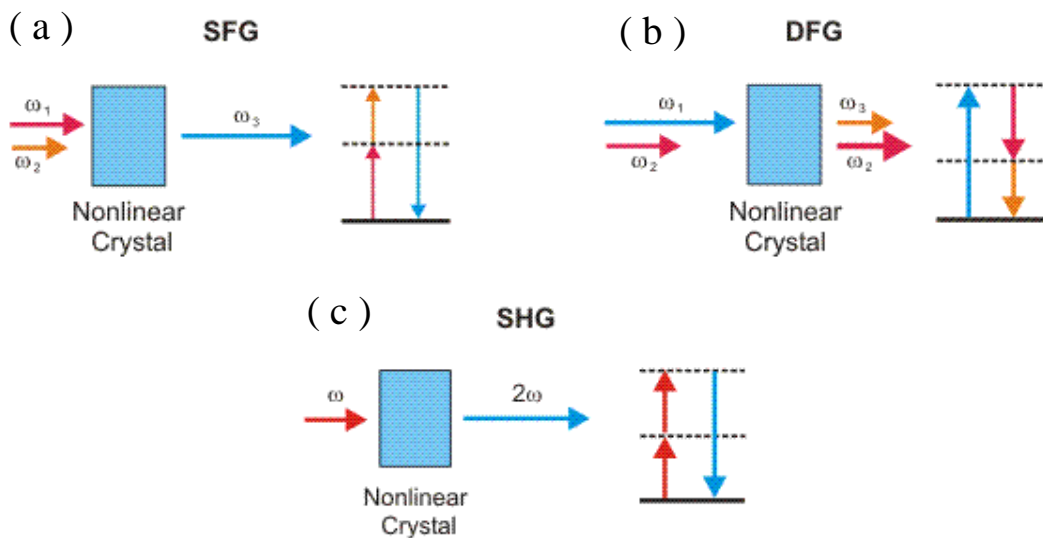 ( a )
SFG
ω₁
ω₂
ω₃
Nonlinear
Crystal
( b )
DFG
ω₁
ω₂
ω₃
ω₂
Nonlinear
Crystal
( c )
SHG
ω
2ω
Nonlinear
Crystal